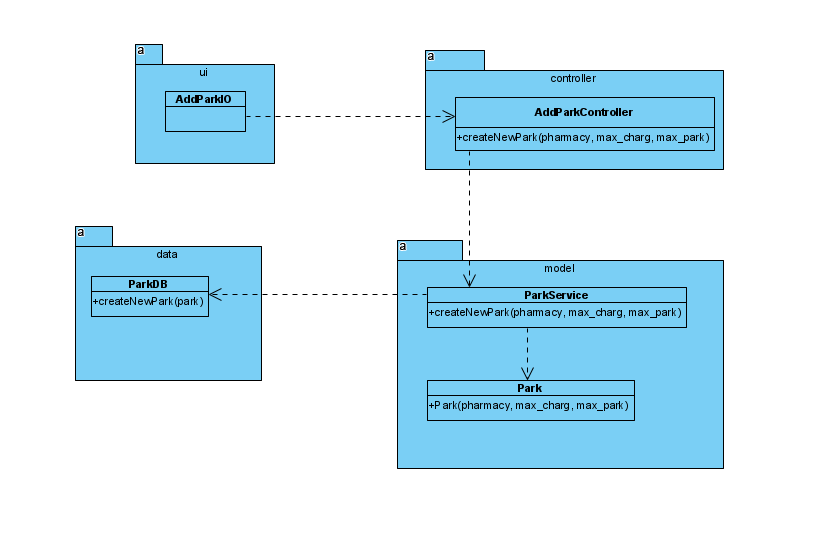 a
ui
AddParkIO
a
controller
AddParkController
+createNewPark(pharmacy, max_charg, max_park)
a
data
ParkDB
+createNewPark(park)
a
model
ParkService
+createNewPark(pharmacy, max_charg, max_park)
Park
+Park(pharmacy, max_charg, max_park)